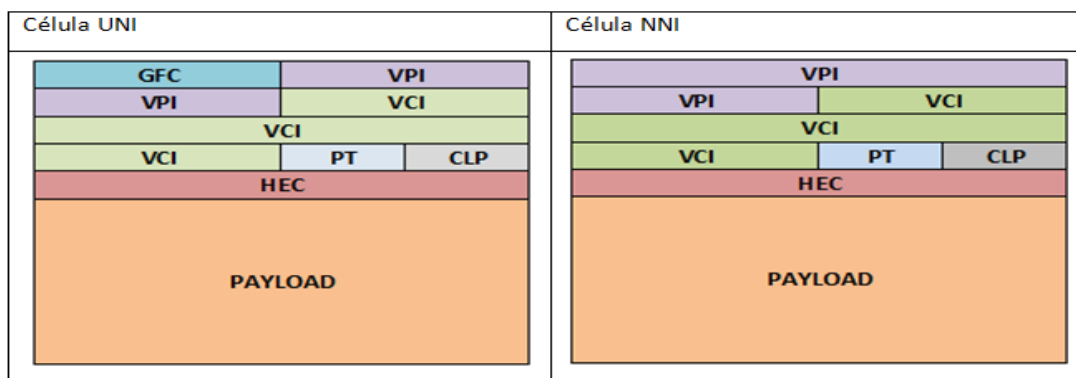 Célula UNI
GFC VPI
VPI VCI
VCI
VCI PT CLP
HEC
PAYLOAD
Célula NNI
VPI
VPI VCI
VCI
VCI PT CLP
HEC
PAYLOAD